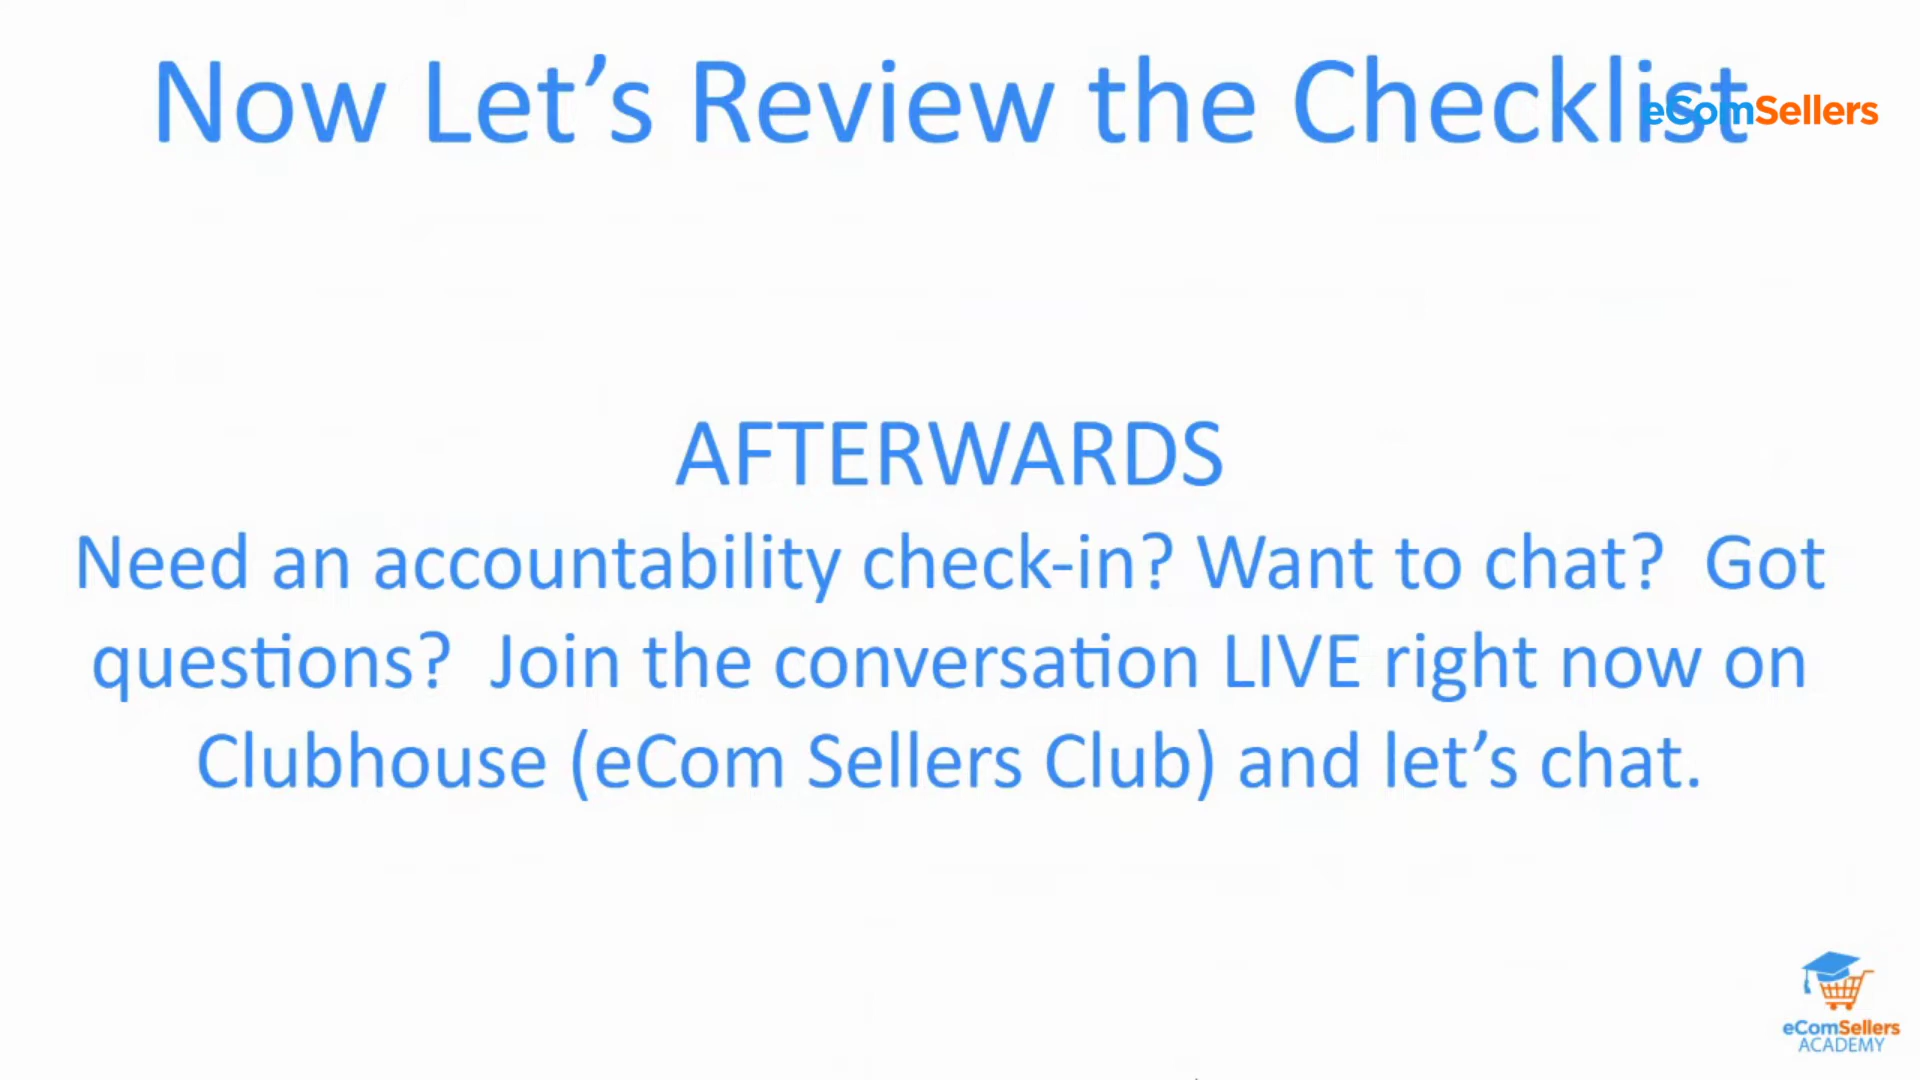 Now Let’s Review the Checklist
eComSellers
AFTERWARDS
Need an accountability check-in? Want to chat?  Got
questions?  Join the conversation LIVE right now on
Clubhouse (eCom Sellers Club) and let’s chat.
eComSellers
ACADEMY